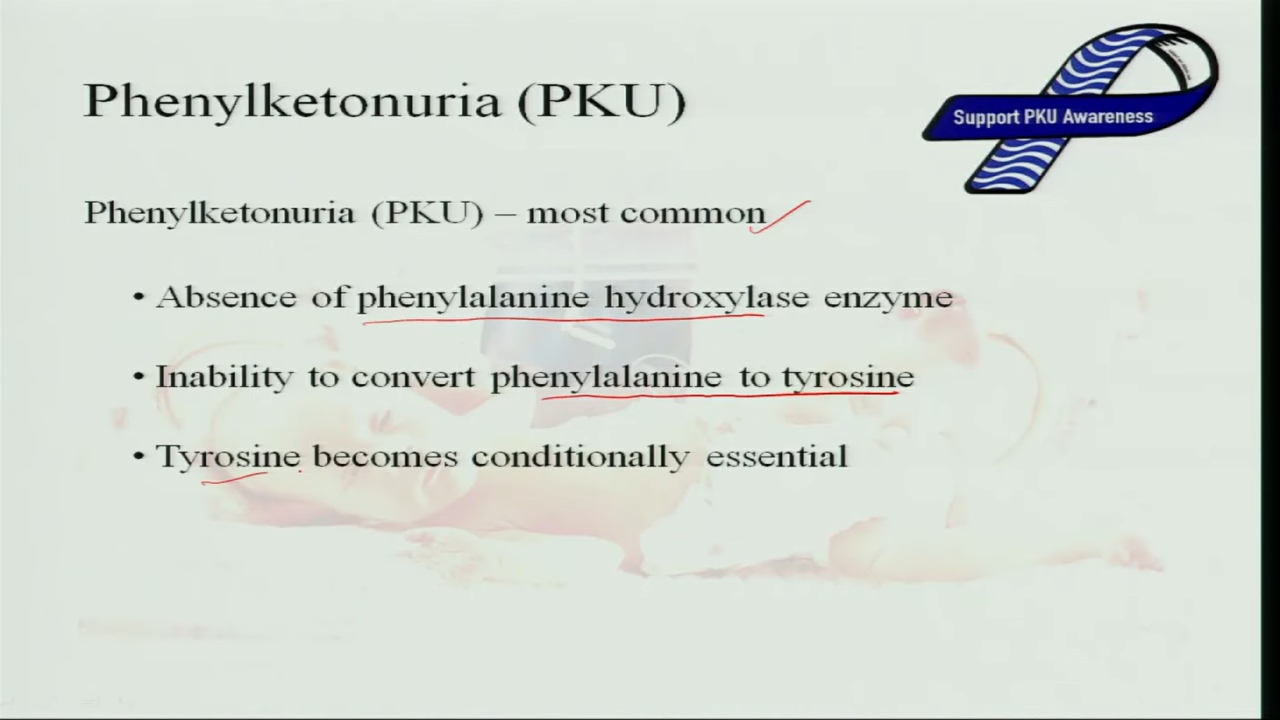 Phenylketonuria (PKU)
Support PKU Awareness
Phenylketonuria (PKU) – most common
• Absence of phenylalanine hydroxylase enzyme
• Inability to convert phenylalanine to tyrosine
• Tyrosine becomes conditionally essential